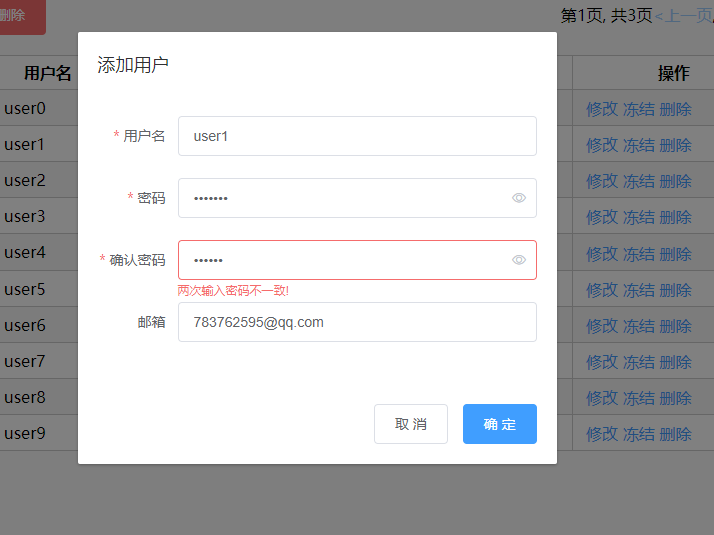 删除
第1页, 共3页<上一页,
用户名 操作
user0 修改 冻结 删除
user1 修改 冻结 删除
user2 修改 冻结 删除
user3 修改 冻结 删除
user4 修改 冻结 删除
user5 修改 冻结 删除
user6 修改 冻结 删除
user7 修改 冻结 删除
user8 修改 冻结 删除
user9 修改 冻结 删除
添加用户
* 用户名 user1
* 密码 •••••••
* 确认密码 ••••••
两次输入密码不一致!
邮箱 783762595@qq.com
取 消 确 定